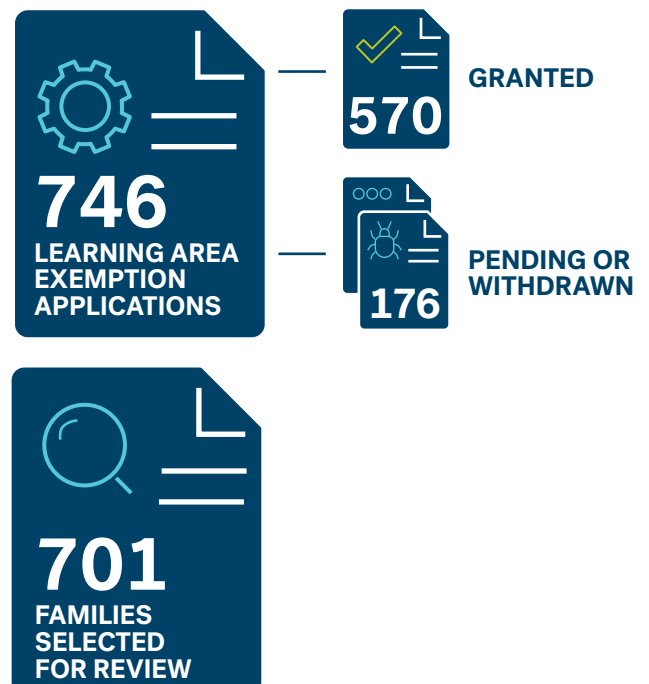 746
LEARNING AREA
EXEMPTION
APPLICATIONS
570
GRANTED
176
PENDING OR
WITHDRAWN
701
FAMILIES
SELECTED
FOR REVIEW